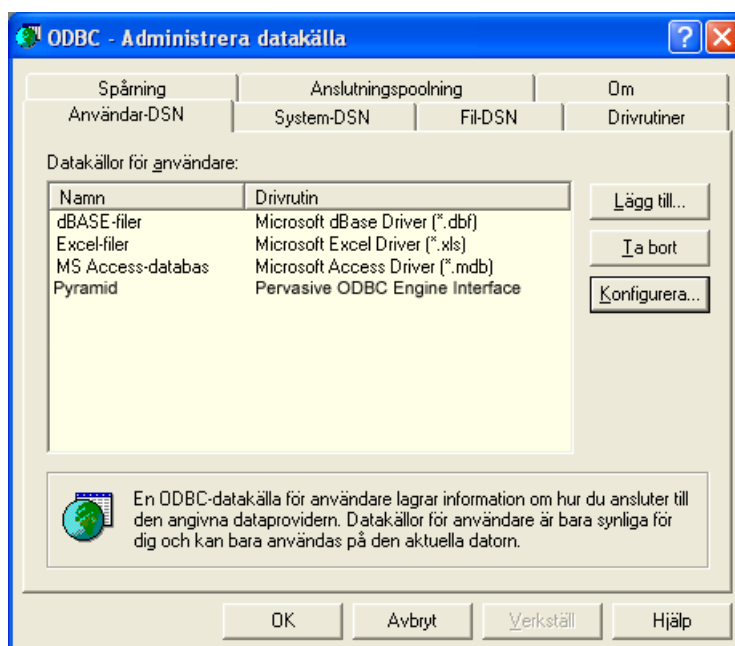 ODBC - Administrera datakälla
Spårning Anslutningspoolning Om
Användar-DSN System-DSN Fil-DSN Drivrutiner
Datakällor för användare:
Namn Drivrutin
dBASE-filer Microsoft dBase Driver (*.dbf)
Excel-filer Microsoft Excel Driver (*.xls)
MS Access-databas Microsoft Access Driver (*.mdb)
Pyramid Pervasive ODBC Engine Interface
Lägg till...
Ta bort
Konfigurera...
En ODBC-datakälla för användare lagrar information om hur du ansluter till
den angivna dataprovidern. Datakällor för användare är bara synliga för
dig och kan bara användas på den aktuella datorn.
OK Avbryt Verkställ Hjälp